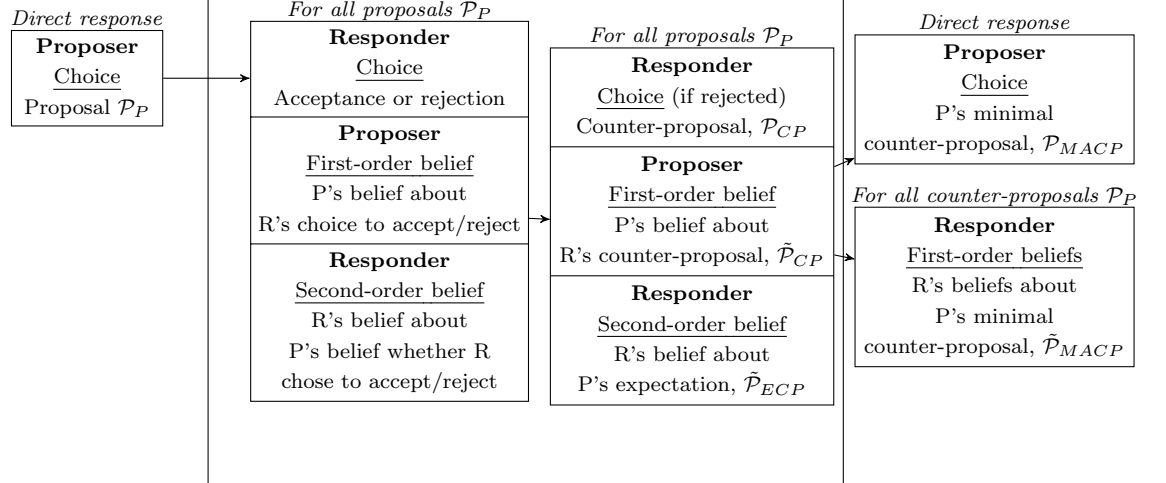 Direct response
Proposer
Choice
Proposal 𝒫_P
For all proposals 𝒫_P
Responder
Choice
Acceptance or rejection
Proposer
First-order belief
P's belief about
R's choice to accept/reject
Responder
Second-order belief
R's belief about
P's belief whether R
chose to accept/reject
For all proposals 𝒫_P
Responder
Choice (if rejected)
Counter-proposal, 𝒫_CP
Proposer
First-order belief
P's belief about
R's counter-proposal, 𝒫̃_CP
Responder
Second-order belief
R's belief about
P's expectation, 𝒫̃_ECP
Direct response
Proposer
Choice
P's minimal
counter-proposal, 𝒫_MACP
For all counter-proposals 𝒫_P
Responder
First-order beliefs
R's beliefs about
P's minimal
counter-proposal, 𝒫̃_MACP